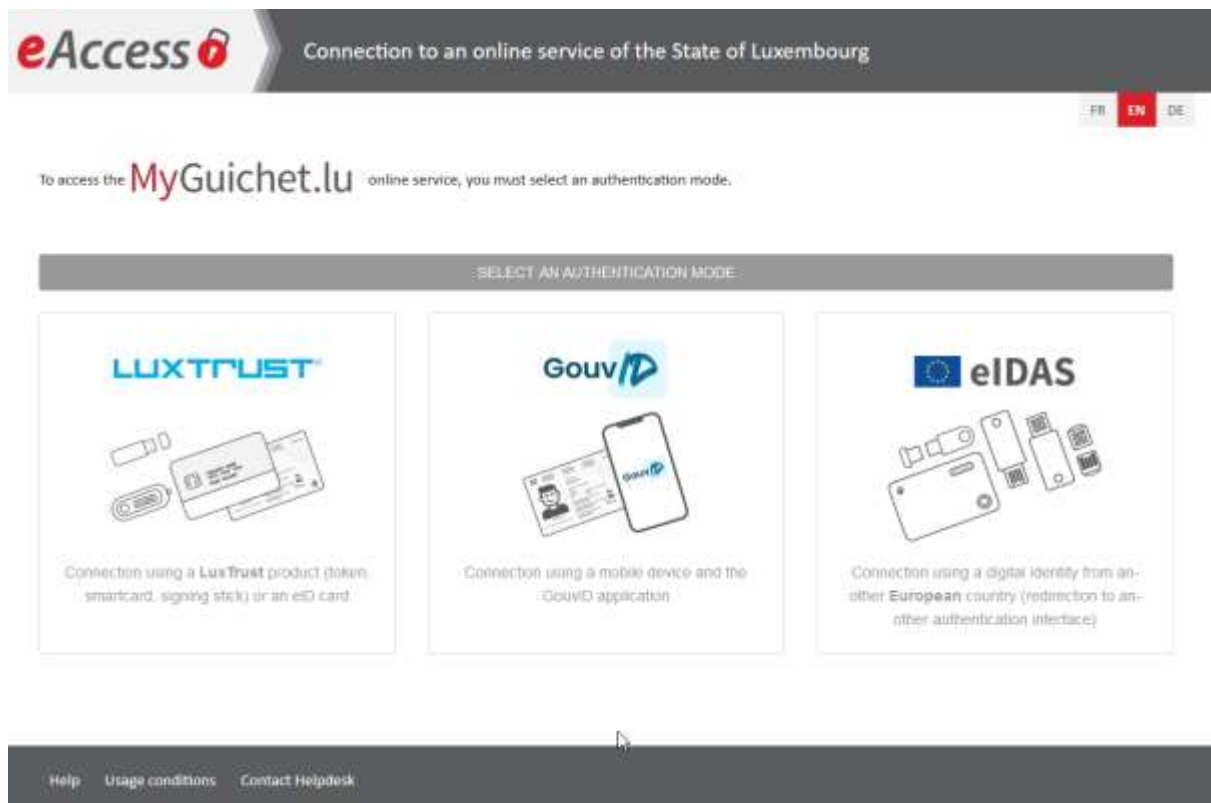 eAccess
Connection to an online service of the State of Luxembourg
FR EN DE
To access the MyGuichet.lu online service, you must select an authentication mode.
SELECT AN AUTHENTICATION MODE
LUXTRUST
Connection using a LuxTrust product (token,
smartcard, signing stick) or an eID card.
GouvID
GouvID
Connection using a mobile device and the
GouvID application
eIDAS
Connection using a digital identity from an-
other European country (redirection to an-
other authentication interface)
Help Usage conditions Contact Helpdesk